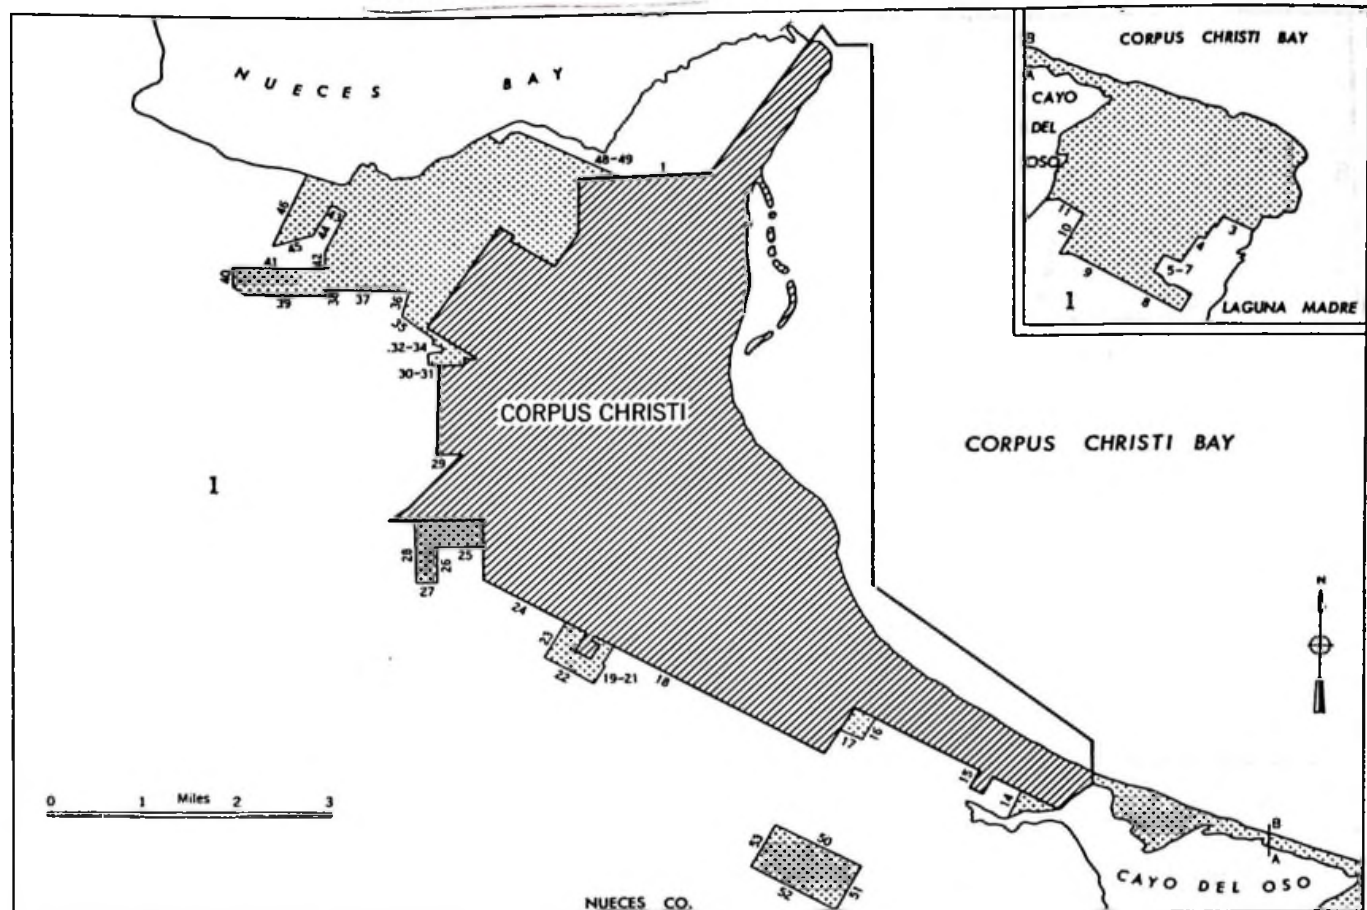 NUECES BAY
CORPUS CHRISTI BAY
B
A
CAYO
DEL
OSO
11
10
9
8
3
4
5-7
1
LAGUNA MADRE
48-49
1
46
43
44
45
42
41
40
39
38
37
36
35
.32-34
30-31
CORPUS CHRISTI
CORPUS CHRISTI BAY
29
1
28
25
26
27
24
23
22
19-21
18
N
17
16
15
14
0 1 Miles 2 3
53
50
52
51
B
A
CAYO DEL OSO
NUECES CO.